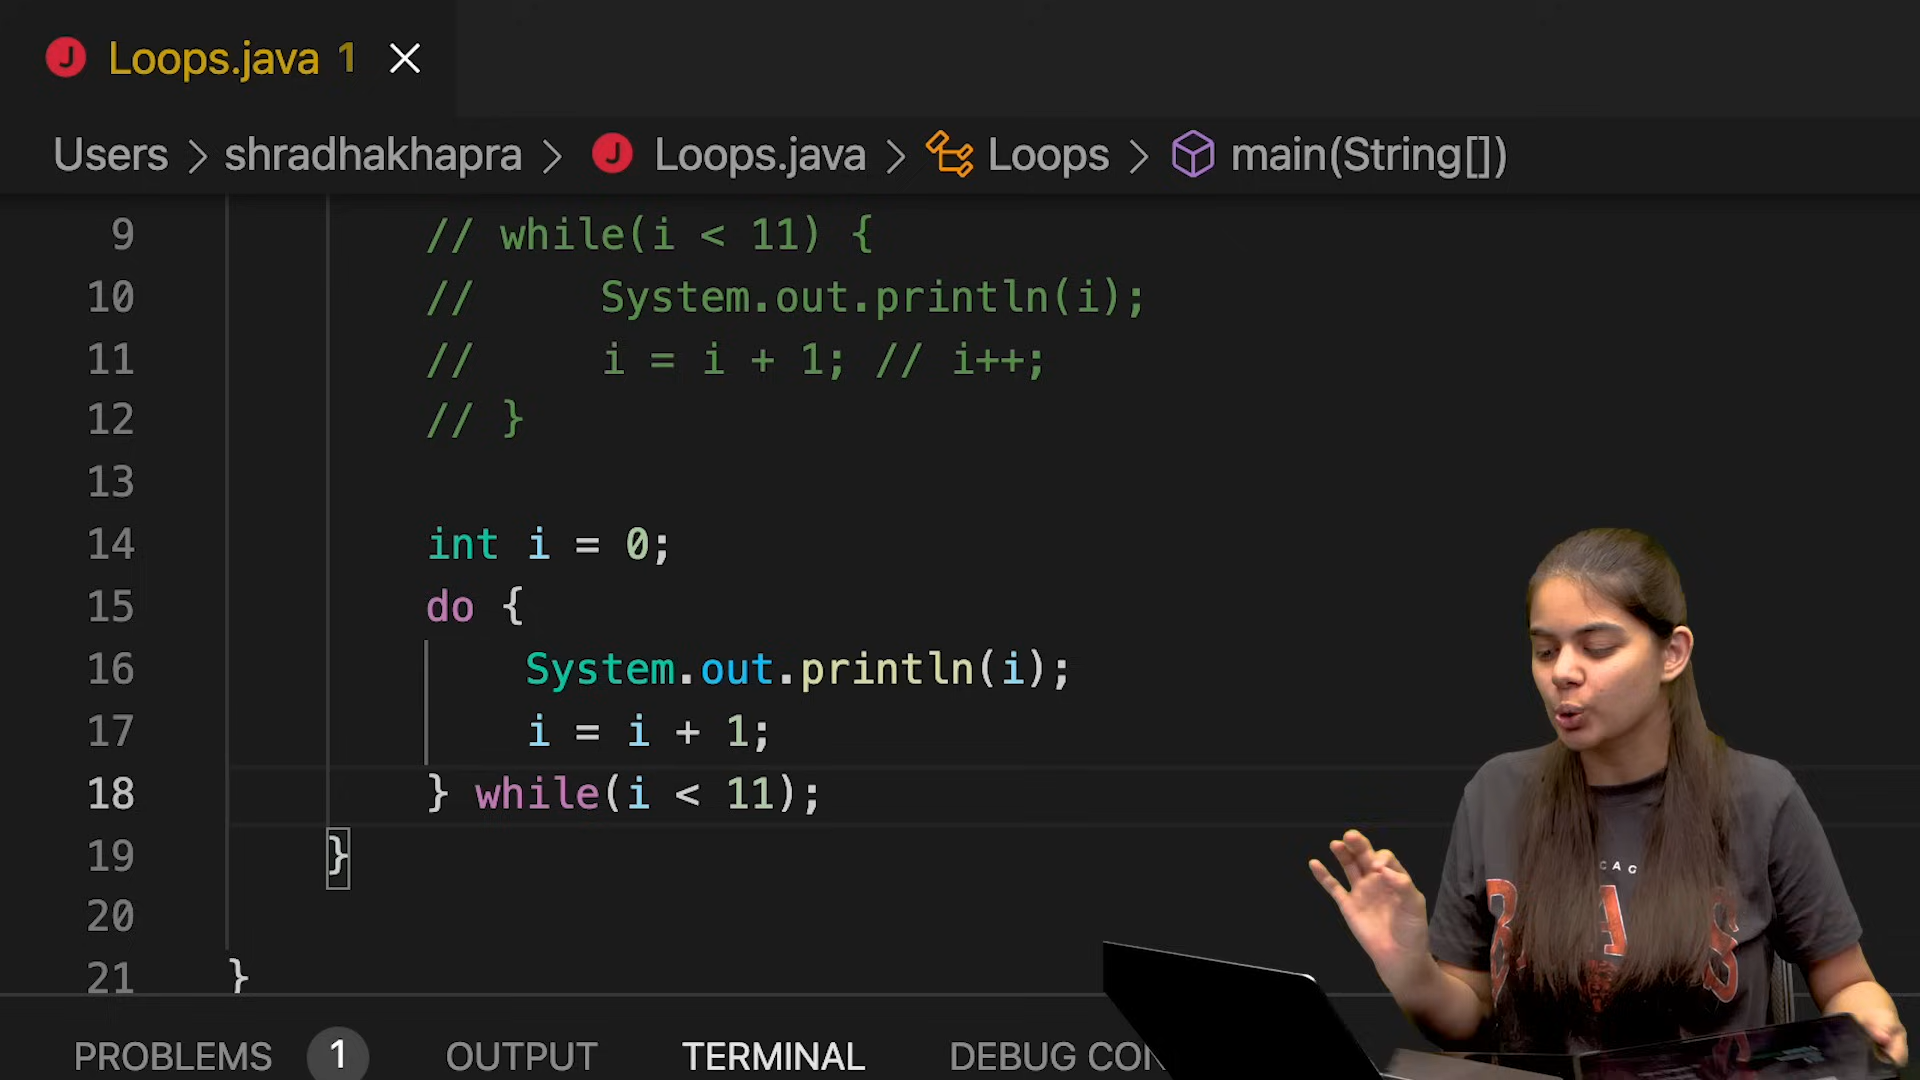 J Loops.java 1
Users > shradhakhapra > J Loops.java > Loops > main(String[])
9 // while(i < 11) {
10 //     System.out.println(i);
11 //     i = i + 1; // i++;
12 // }
13
14 int i = 0;
15 do {
16     System.out.println(i);
17     i = i + 1;
18 } while(i < 11);
19 }
20
21 }
PROBLEMS 1 OUTPUT TERMINAL DEBUG CON
CAG